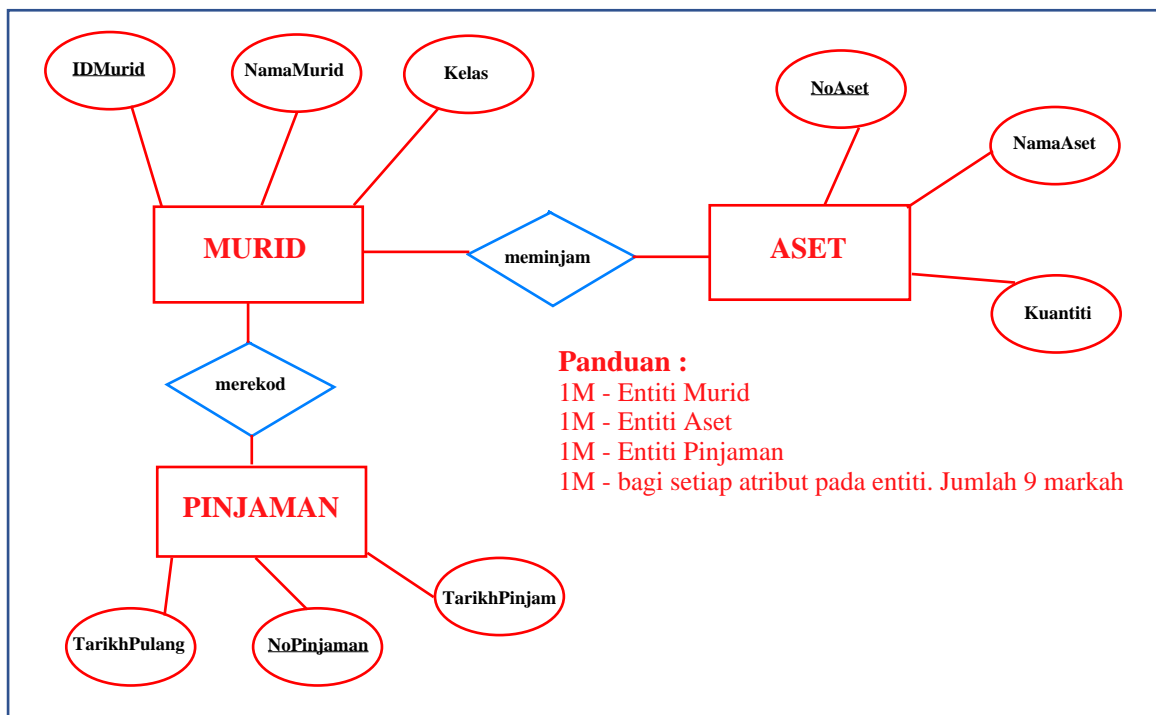 IDMurid
NamaMurid
Kelas
NoAset
NamaAset
MURID
meminjam
ASET
Kuantiti
merekod
Panduan :
1M - Entiti Murid
1M - Entiti Aset
1M - Entiti Pinjaman
1M - bagi setiap atribut pada entiti. Jumlah 9 markah
PINJAMAN
TarikhPinjam
TarikhPulang
NoPinjaman